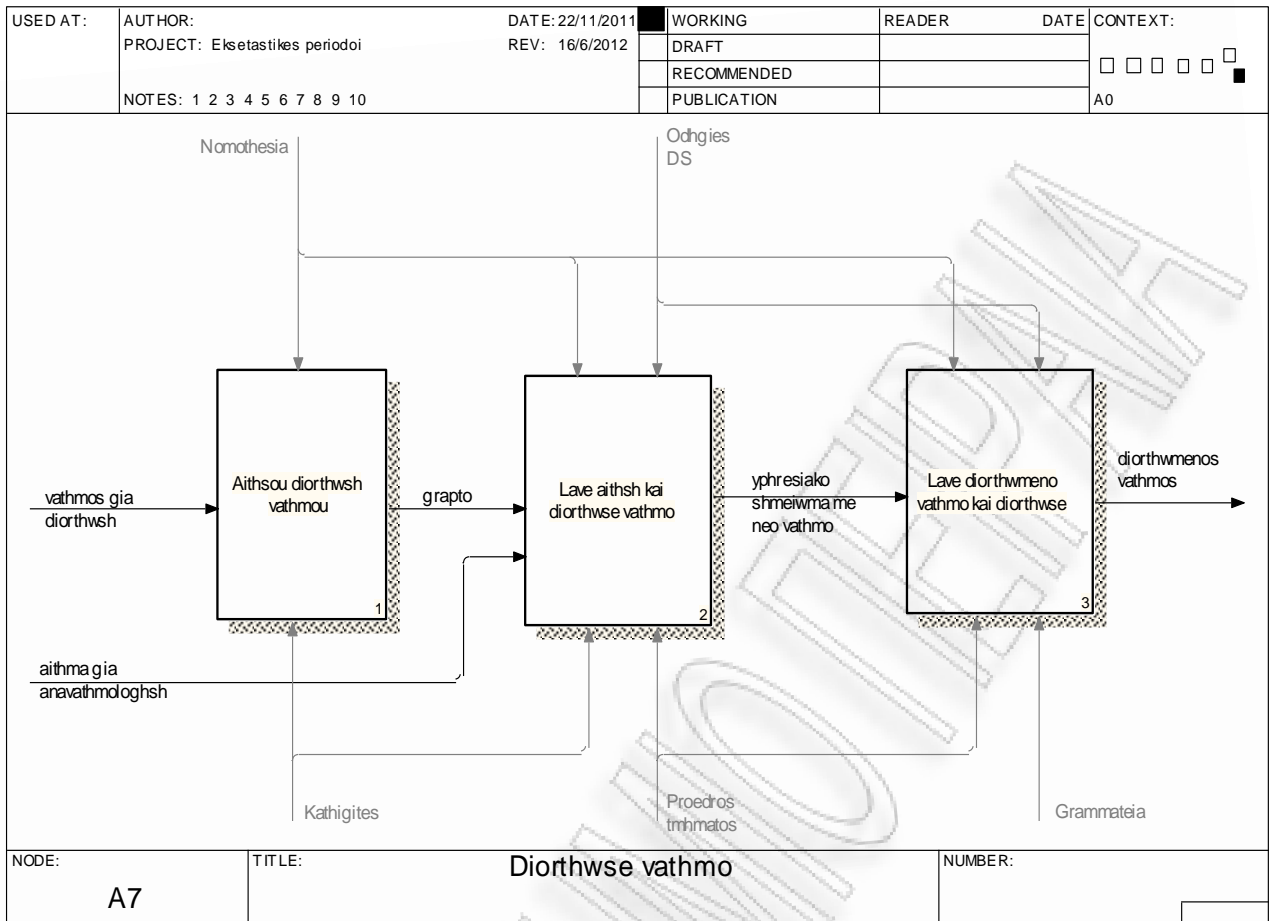 USED AT:
AUTHOR:
DATE: 22/11/2011
WORKING
READER
DATE
CONTEXT:
PROJECT: Eksetastikes periodoi
REV: 16/6/2012
DRAFT
RECOMMENDED
NOTES: 1 2 3 4 5 6 7 8 9 10
PUBLICATION
A0
Nomothesia
Odhgies
DS
Aithsou diorthwsh
vathmou
1
Lave aithsh kai
diorthwse vathmo
2
Lave diorthwmeno
vathmo kai diorthwse
3
vathmos gia
diorthwsh
grapto
yphresiako
shmeiwma me
neo vathmo
diorthwmenos
vathmos
aithma gia
anavathmologhsh
Kathigites
Proedros
tmhmatos
Grammateia
NODE:
A7
TITLE:
Diorthwse vathmo
NUMBER: